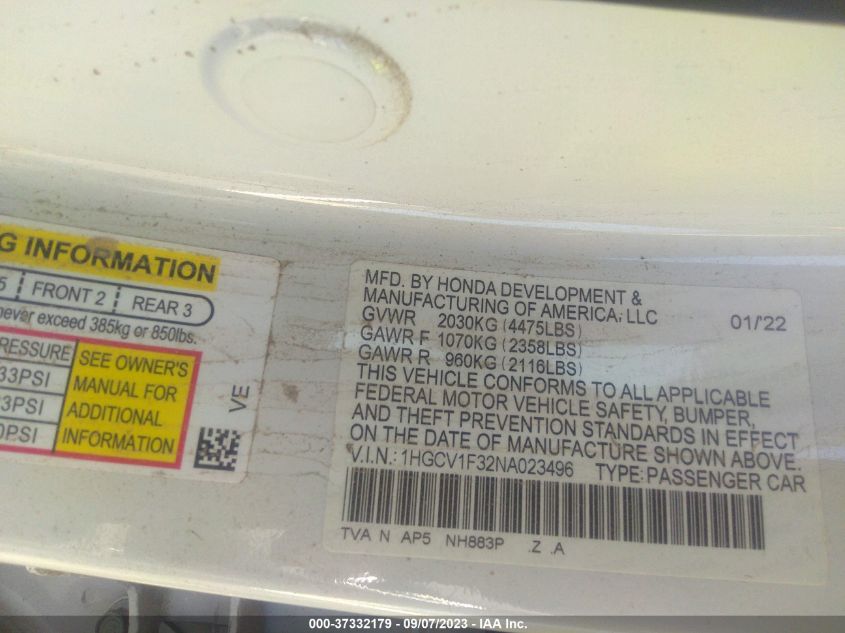 G INFORMATION
5 FRONT 2 REAR 3
never exceed 385kg or 850lbs.
RESSURE
33PSI
3PSI
0PSI
SEE OWNER'S
MANUAL FOR
ADDITIONAL
INFORMATION
VE
MFD. BY HONDA DEVELOPMENT &
MANUFACTURING OF AMERICA, LLC
GVWR 2030KG (4475LBS) 01/'22
GAWR F 1070KG (2358LBS)
GAWR R 960KG (2116LBS)
THIS VEHICLE CONFORMS TO ALL APPLICABLE
FEDERAL MOTOR VEHICLE SAFETY, BUMPER,
AND THEFT PREVENTION STANDARDS IN EFFECT
ON THE DATE OF MANUFACTURE SHOWN ABOVE.
V.I.N.: 1HGCV1F32NA023496 TYPE: PASSENGER CAR
TVA N AP5 NH883P .Z .A
000-37332179 - 09/07/2023 - IAA Inc.